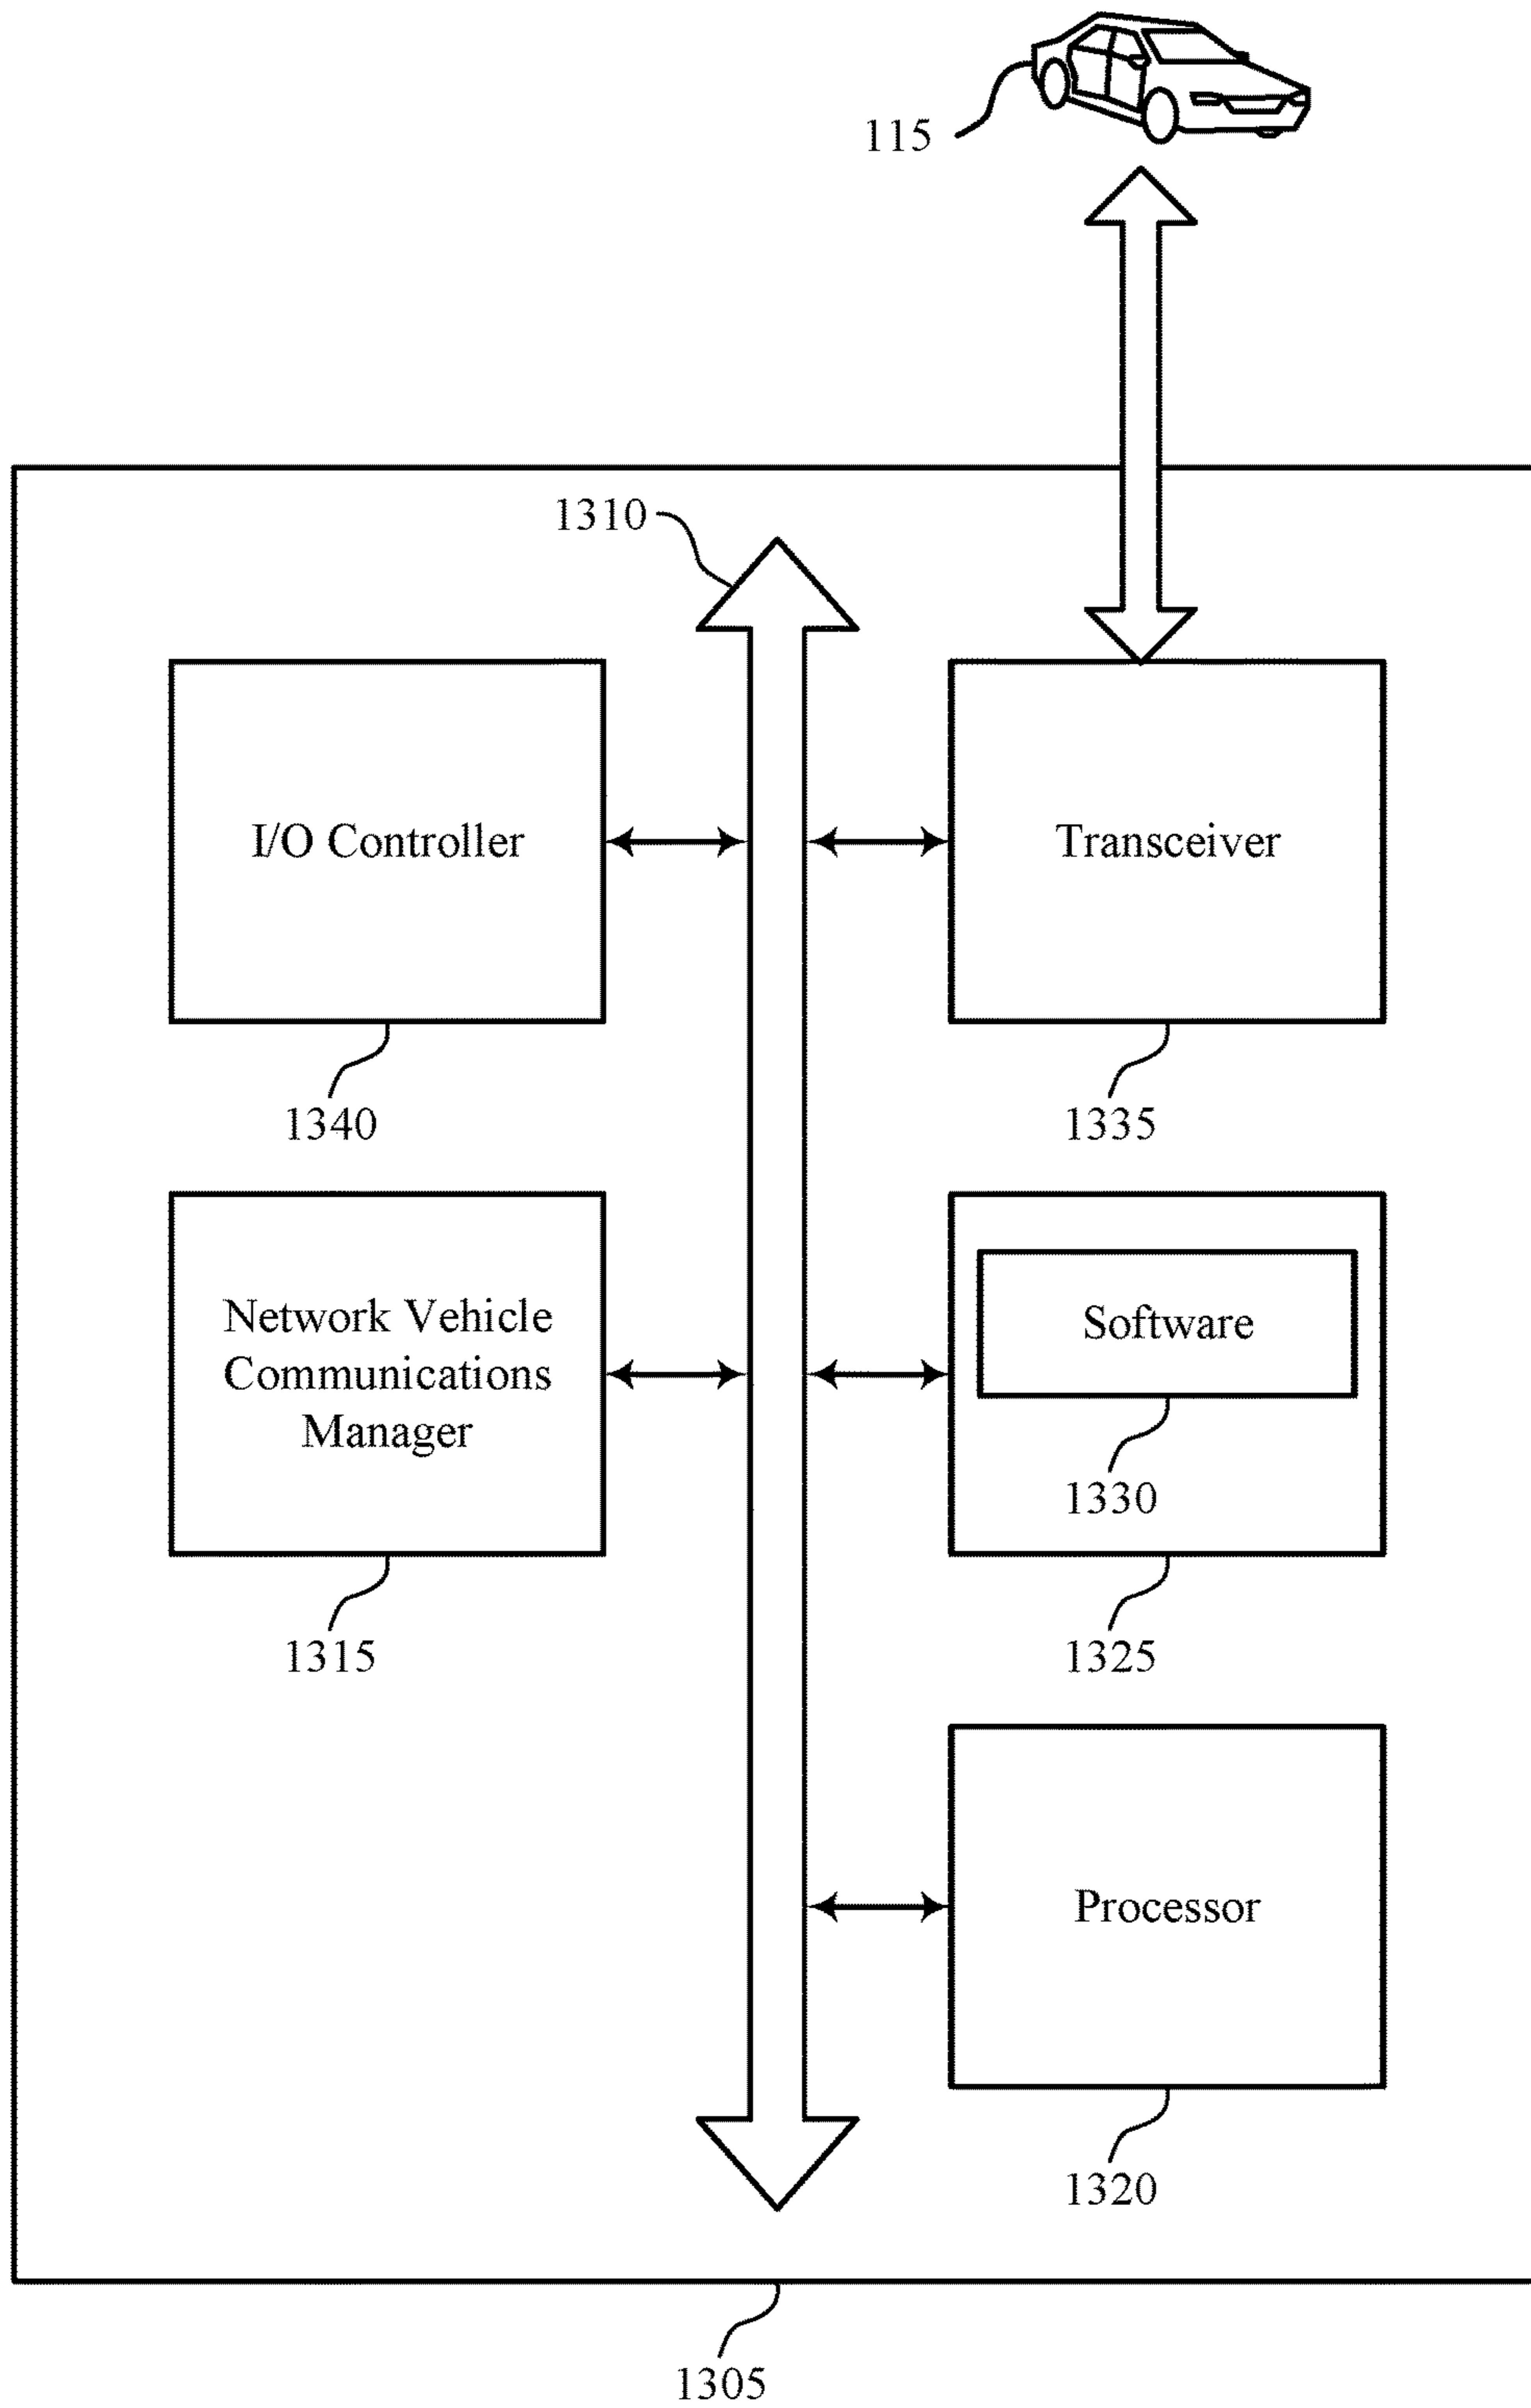 115
1310
I/O Controller
Transceiver
1340
1335
Network Vehicle
Communications
Manager
Software
1330
1315
1325
Processor
1320
1305